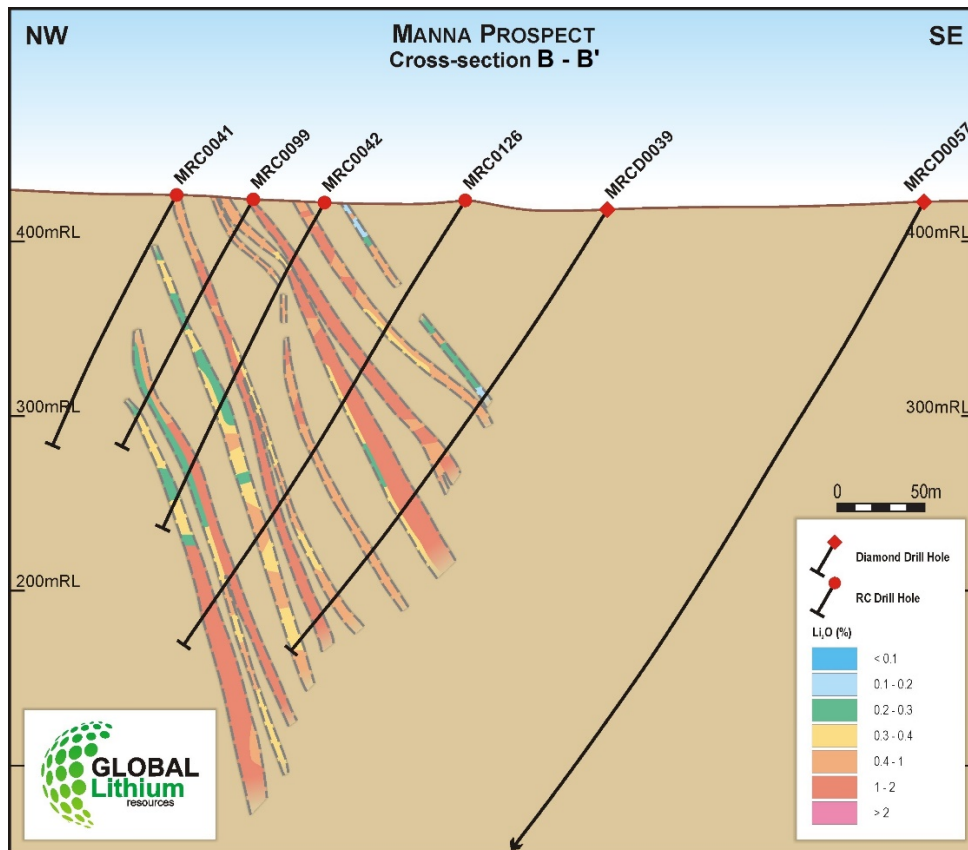 NW
MANNA PROSPECT
SE
Cross-section B - B'
MRC0041
MRC0099
MRC0042
MRC0126
MRCD0039
MRCD0057
400mRL
400mRL
300mRL
300mRL
200mRL
0 50m
Diamond Drill Hole
RC Drill Hole
Li₂O (%)
< 0.1
0.1 - 0.2
0.2 - 0.3
0.3 - 0.4
0.4 - 1
1 - 2
> 2
GLOBAL
Lithium
resources